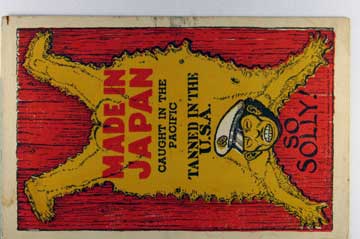 MADE IN
JAPAN
CAUGHT IN THE
PACIFIC
TANNED IN THE
U.S.A.
SO
SOLLY!